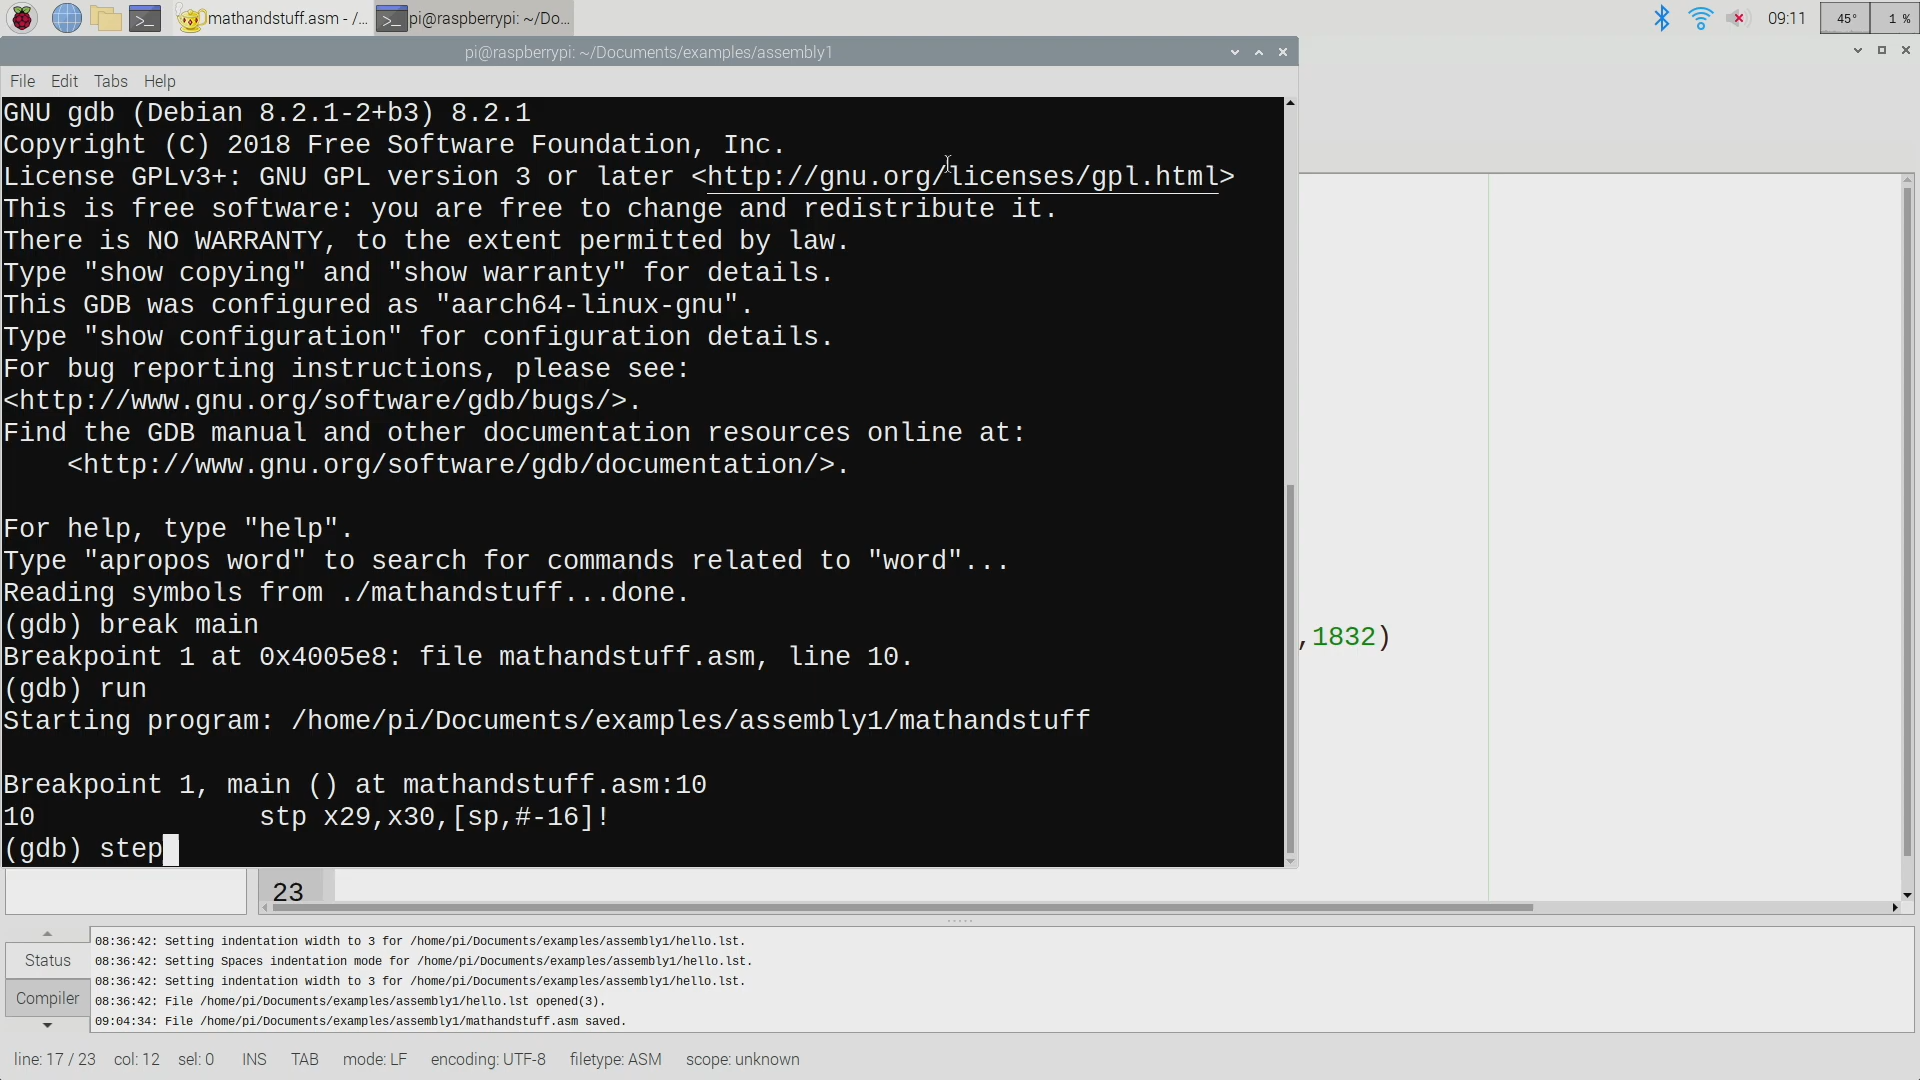 mathandstuff.asm - /...
pi@raspberrypi: ~/Do...
09:11
45°
1 %
pi@raspberrypi: ~/Documents/examples/assembly1
File Edit Tabs Help
GNU gdb (Debian 8.2.1-2+b3) 8.2.1
Copyright (C) 2018 Free Software Foundation, Inc.
License GPLv3+: GNU GPL version 3 or later <http://gnu.org/licenses/gpl.html>
This is free software: you are free to change and redistribute it.
There is NO WARRANTY, to the extent permitted by law.
Type "show copying" and "show warranty" for details.
This GDB was configured as "aarch64-linux-gnu".
Type "show configuration" for configuration details.
For bug reporting instructions, please see:
<http://www.gnu.org/software/gdb/bugs/>.
Find the GDB manual and other documentation resources online at:
    <http://www.gnu.org/software/gdb/documentation/>.
For help, type "help".
Type "apropos word" to search for commands related to "word"...
Reading symbols from ./mathandstuff...done.
(gdb) break main
Breakpoint 1 at 0x4005e8: file mathandstuff.asm, line 10.
(gdb) run
Starting program: /home/pi/Documents/examples/assembly1/mathandstuff
Breakpoint 1, main () at mathandstuff.asm:10
10              stp x29,x30,[sp,#-16]!
(gdb) step
,1832)
23
Status
Compiler
08:36:42: Setting indentation width to 3 for /home/pi/Documents/examples/assembly1/hello.lst.
08:36:42: Setting Spaces indentation mode for /home/pi/Documents/examples/assembly1/hello.lst.
08:36:42: Setting indentation width to 3 for /home/pi/Documents/examples/assembly1/hello.lst.
08:36:42: File /home/pi/Documents/examples/assembly1/hello.lst opened(3).
09:04:34: File /home/pi/Documents/examples/assembly1/mathandstuff.asm saved.
line: 17 / 23 col: 12 sel: 0 INS TAB mode: LF encoding: UTF-8 filetype: ASM scope: unknown